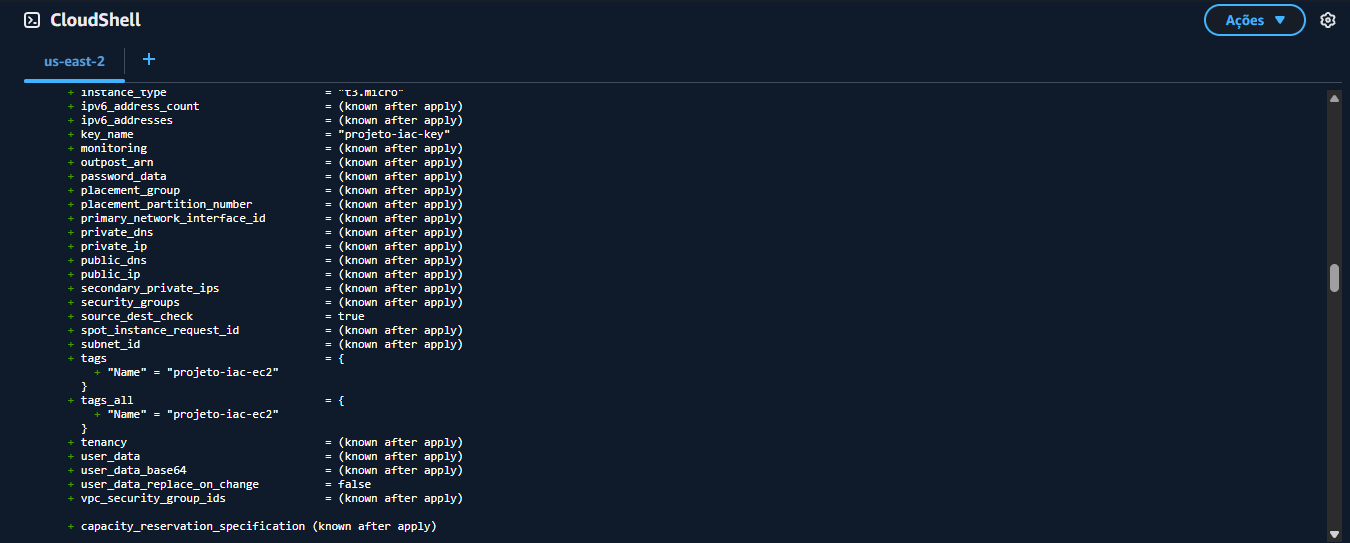 CloudShell
Ações ▼
us-east-2 +
+ instance_type = "t3.micro"
+ ipv6_address_count = (known after apply)
+ ipv6_addresses = (known after apply)
+ key_name = "projeto-iac-key"
+ monitoring = (known after apply)
+ outpost_arn = (known after apply)
+ password_data = (known after apply)
+ placement_group = (known after apply)
+ placement_partition_number = (known after apply)
+ primary_network_interface_id = (known after apply)
+ private_dns = (known after apply)
+ private_ip = (known after apply)
+ public_dns = (known after apply)
+ public_ip = (known after apply)
+ secondary_private_ips = (known after apply)
+ security_groups = (known after apply)
+ source_dest_check = true
+ spot_instance_request_id = (known after apply)
+ subnet_id = (known after apply)
+ tags = {
+ "Name" = "projeto-iac-ec2"
}
+ tags_all = {
+ "Name" = "projeto-iac-ec2"
}
+ tenancy = (known after apply)
+ user_data = (known after apply)
+ user_data_base64 = (known after apply)
+ user_data_replace_on_change = false
+ vpc_security_group_ids = (known after apply)
+ capacity_reservation_specification (known after apply)